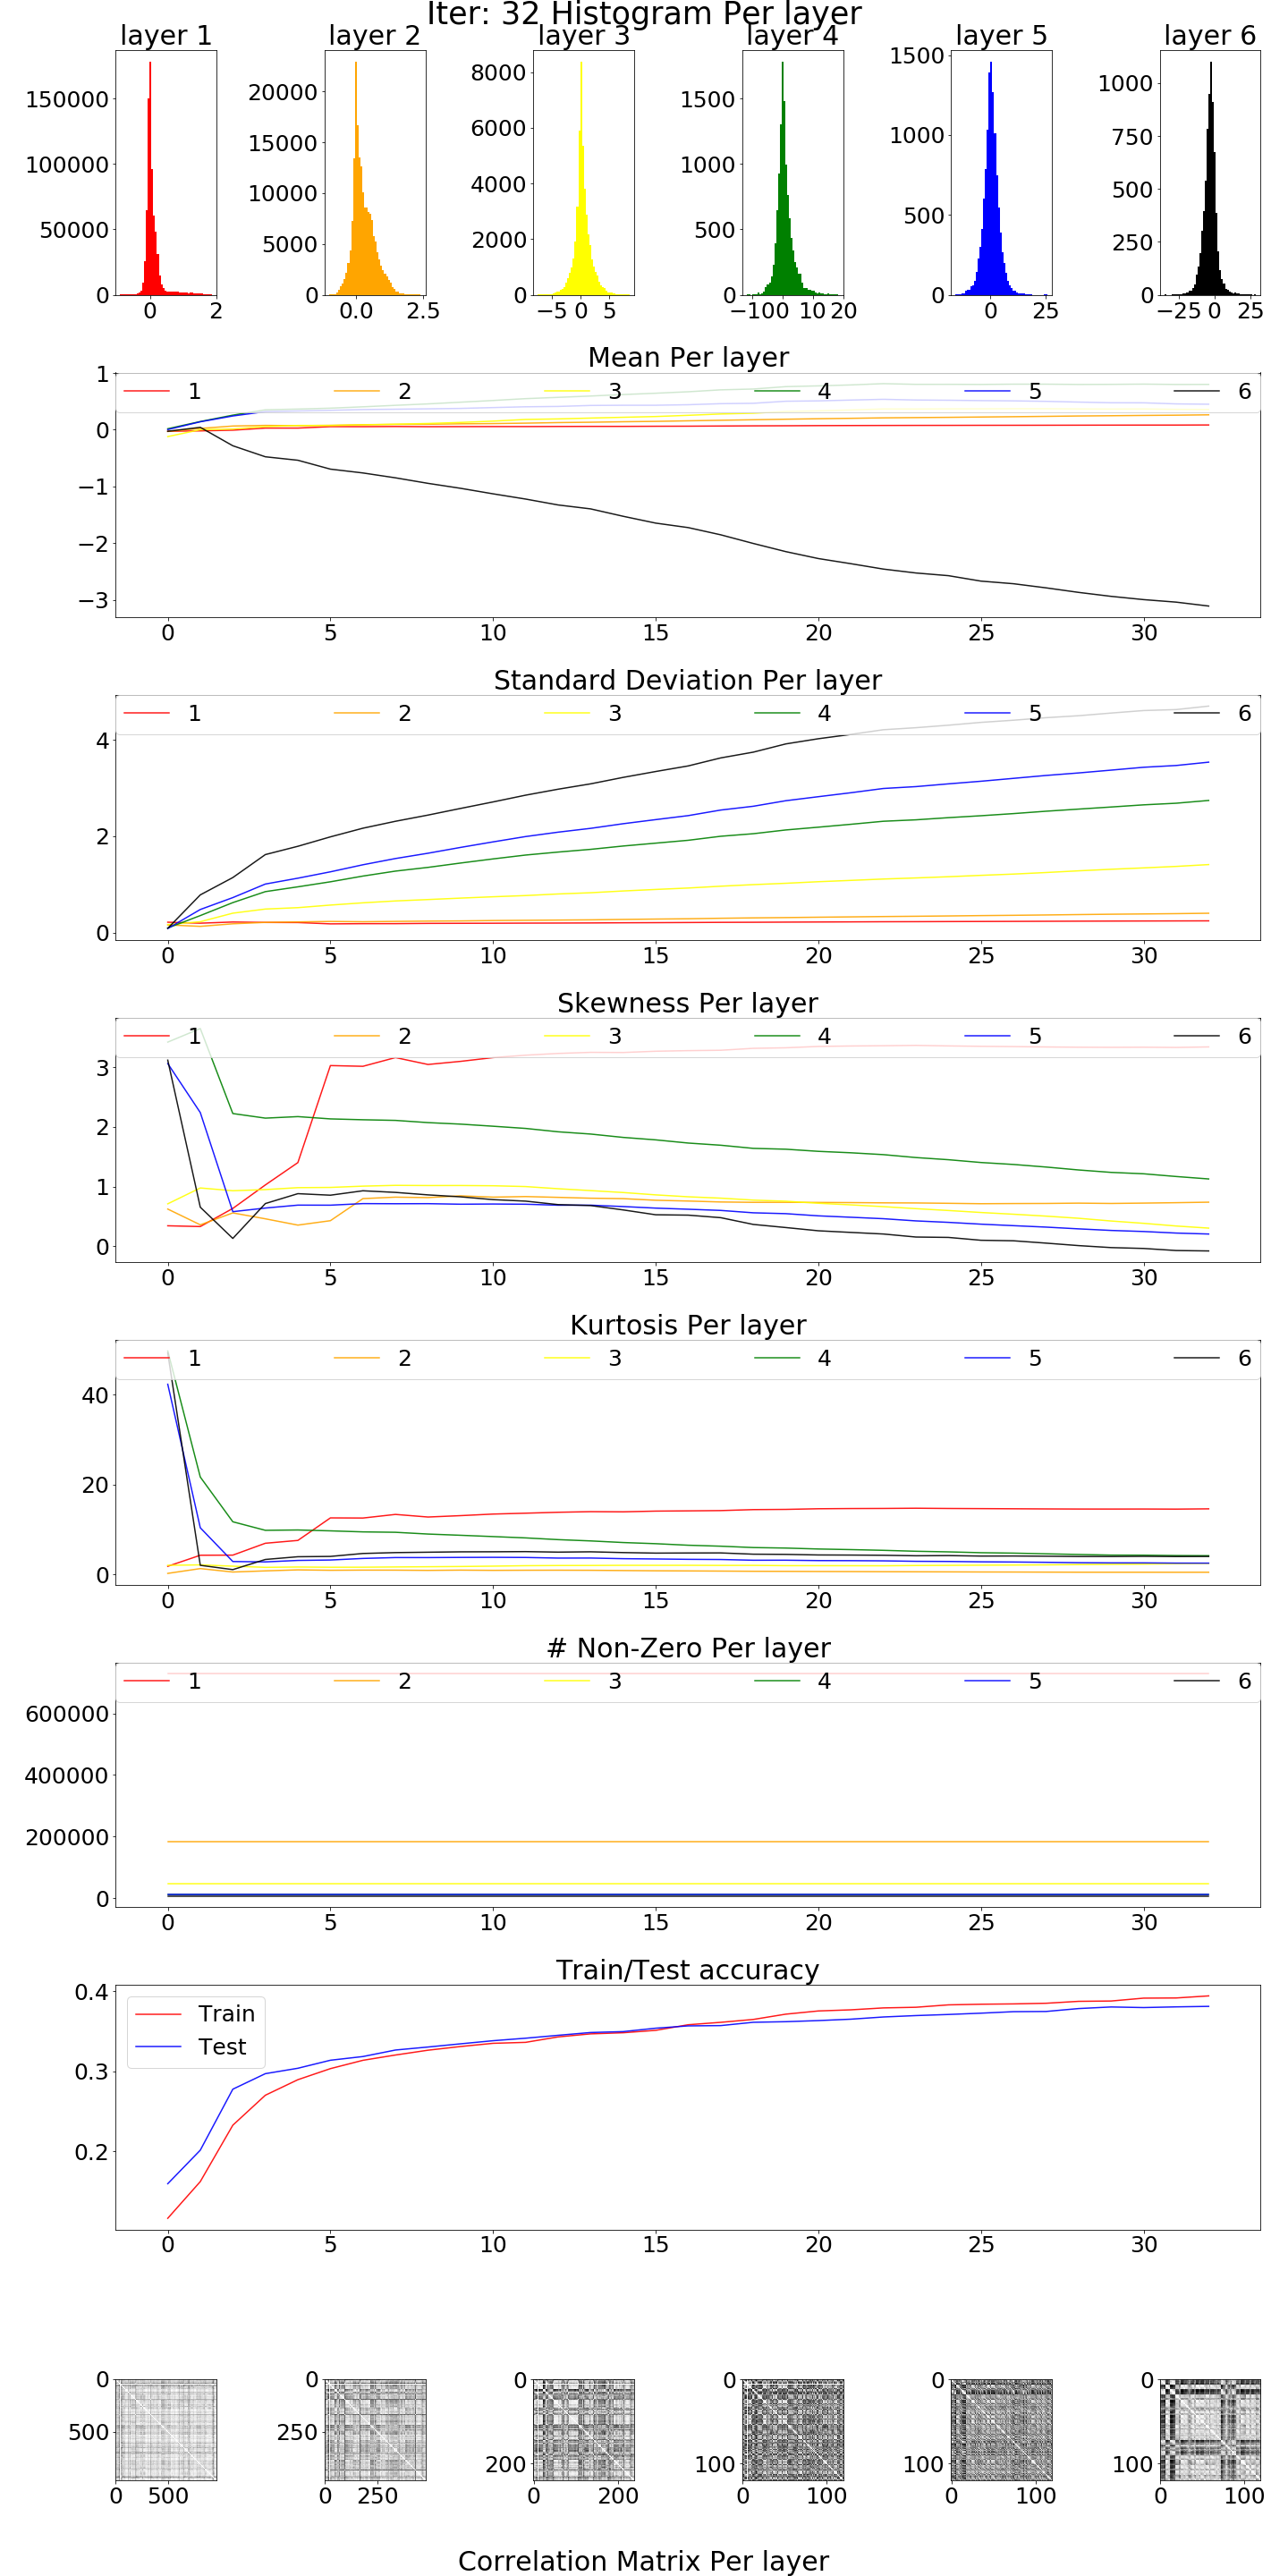 Iter: 32 Histogram Per layer
layer 1 layer 2 layer 3 layer 4 layer 5 layer 6
150000
100000
50000
0
0 2
20000
15000
10000
5000
0
0.0 2.5
8000
6000
4000
2000
0
−5 0 5
1500
1000
500
0
−10 0 10 20
1500
1000
500
0
0 25
1000
750
500
250
0
−25 0 25
Mean Per layer
1 2 3 4 5 6
1
0
−1
−2
−3
0 5 10 15 20 25 30
Standard Deviation Per layer
1 2 3 4 5 6
4
2
0
0 5 10 15 20 25 30
Skewness Per layer
1 2 3 4 5 6
3
2
1
0
0 5 10 15 20 25 30
Kurtosis Per layer
1 2 3 4 5 6
40
20
0
0 5 10 15 20 25 30
# Non-Zero Per layer
1 2 3 4 5 6
600000
400000
200000
0
0 5 10 15 20 25 30
Train/Test accuracy
Train
Test
0.4
0.3
0.2
0 5 10 15 20 25 30
0
500
0 500
0
250
0 250
0
200
0 200
0
100
0 100
0
100
0 100
0
100
0 100
Correlation Matrix Per layer